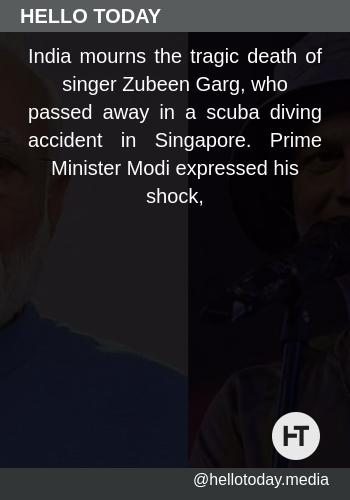 HELLO TODAY
India mourns the tragic death of
singer Zubeen Garg, who
passed away in a scuba diving
accident in Singapore. Prime
Minister Modi expressed his
shock,
HT
@hellotoday.media